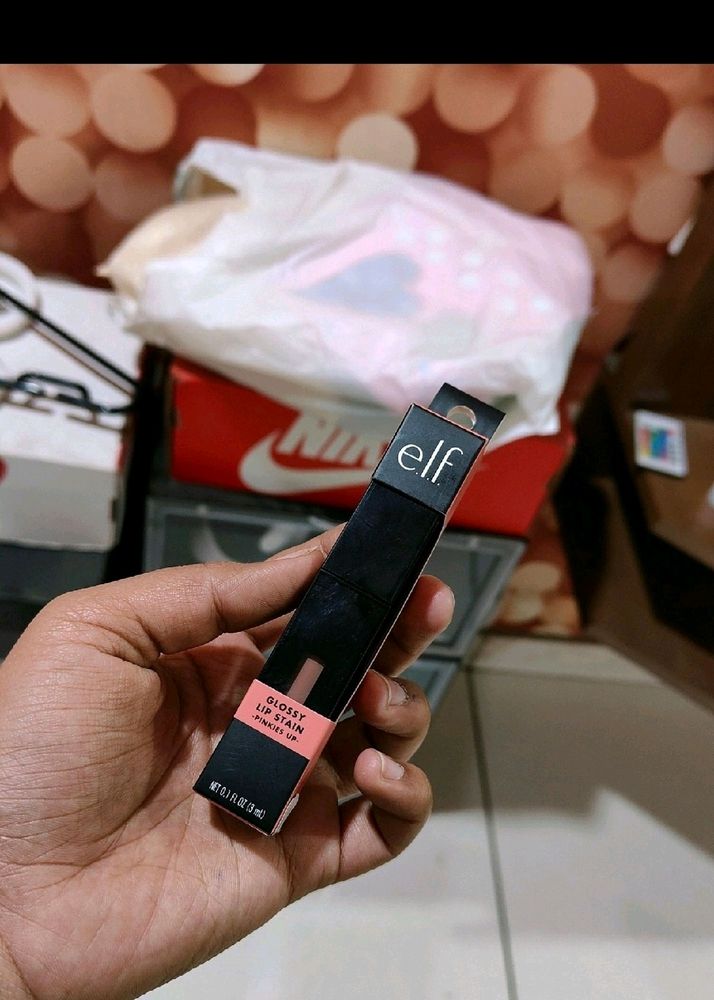 NIKE
e.l.f.
GLOSSY
LIP STAIN
-PINKIES UP-
NET 0.1 FL OZ (3 mL)